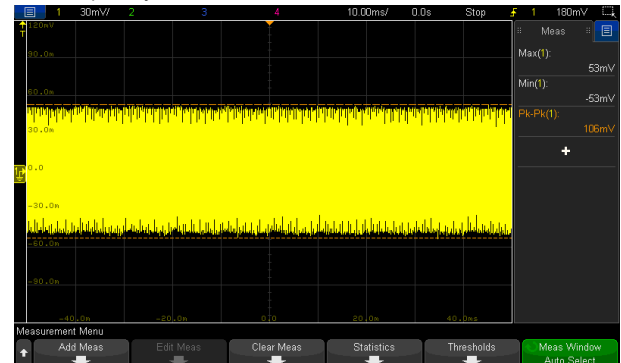 1 30mV/ 2 3 4 10.00ms/ 0.0s Stop 1 180mV
T
120mV
90.0m
60.0m
30.0m
0.0
-30.0m
-60.0m
-90.0m
-40.0m -20.0m 0.0 20.0m 40.0ms
Meas
Max(1):
53mV
Min(1):
-53mV
Pk-Pk(1):
106mV
+
Measurement Menu
Add Meas Edit Meas Clear Meas Statistics Thresholds Meas Window
Auto Select